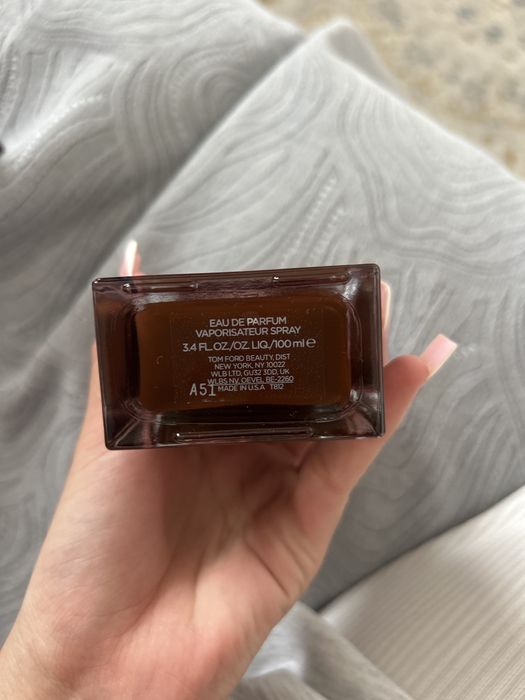 EAU DE PARFUM
VAPORISATEUR SPRAY
3.4 FL.OZ./OZ. LIQ./100 ml ℮
TOM FORD BEAUTY, DIST
NEW YORK, NY 10022
WLB LTD, GU32 3DD, UK
WLBS NV, OEVEL, BE-2260
MADE IN U.S.A T812
A51